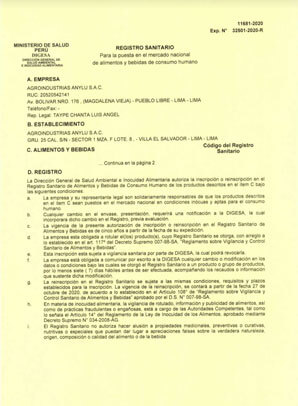 11681-2020
Exp. N° 32601-2020-R
MINISTERIO DE SALUD
PERÚ
DIGESA
DIRECCIÓN GENERAL DE
SALUD AMBIENTAL
E INOCUIDAD ALIMENTARIA
REGISTRO SANITARIO
Para la puesta en el mercado nacional
de alimentos y bebidas de consumo humano
A. EMPRESA
AGROINDUSTRIAS ANYLU S.A.C.
RUC: 20520542141
Av. BOLIVAR NRO. 176 , (MAGDALENA VIEJA) - PUEBLO LIBRE - LIMA - LIMA
Teléfono/Fax: -
Rep. Legal: TAYPE CHANTA LUIS ANGEL
B. ESTABLECIMIENTO
AGROINDUSTRIAS ANYLU S.A.C.
GRU. 25 CAL. S/N - SECTOR 1 MZA. F LOTE. 8 , - VILLA EL SALVADOR - LIMA - LIMA
C. ALIMENTOS Y BEBIDAS
Código del Registro
Sanitario
... Continua en la página 2
D. REGISTRO
La Dirección General de Salud Ambiental e Inocuidad Alimentaria autoriza la inscripción o reinscripción en el
Registro Sanitario de Alimentos y Bebidas de Consumo Humano de los productos descritos en el ítem C bajo las
siguientes condiciones:
a. La empresa y su representante legal son solidariamente responsables de que los productos descritos
en el ítem C sean puestos en el mercado nacional en condiciones inocuas y aptas para el consumo
humano.
b. Cualquier cambio en el envase, presentación, requerirá una notificación a la DIGESA, la cual
incorporará dicho cambio en el Registro, previa evaluación.
c. La vigencia de la presente autorización de inscripción o reinscripción en el Registro Sanitario de
Alimentos y Bebidas es de cinco años a partir de la fecha de su expedición.
d. La empresa está obligada a rotular el(los) producto(s), cuyo Registro Sanitario se otorga, con arreglo a
lo establecido en el art. 117° del Decreto Supremo 007-98-SA, "Reglamento sobre Vigilancia y Control
Sanitario de Alimentos y Bebidas".
e. Esta inscripción está sujeta a vigilancia sanitaria por parte de DIGESA, la cual podrá revocarla.
f. La empresa está obligada a comunicar por escrito a la DIGESA cualquier cambio o modificación en los
datos o condiciones bajo las cuales se otorgó el Registro Sanitario a un producto o grupo de productos,
por lo menos siete ( 7) días hábiles antes de ser efectuada, acompañando los recaudos o información
que sustente dicha modificación.
g. La reinscripción en el Registro Sanitario se sujeta a las mismas condiciones, requisitos y plazos
establecidos para la inscripción. La vigencia de la reinscripción, se contará a partir de la fecha 27 de
octubre de 2020, de acuerdo a lo establecido en el Artículo 108° de "Reglamento sobre Vigilancia y
Control Sanitario de Alimentos y Bebidas" aprobado por el D.S. N° 007-98-SA.
h. En materia de inocuidad alimentaria, la vigilancia de rotulado, información y publicidad de alimentos, así
como de prácticas fraudulentas o engañosas, está a cargo de las Autoridades Competentes, tal como
lo señala el Artículo 14° del Reglamento de la Ley de Inocuidad de los Alimentos, aprobado mediante
Decreto Supremo N° 034-2008-AG.
i. El Registro Sanitario no autoriza hacer alusión a propiedades medicinales, preventivas o curativas,
nutritivas o especiales que puedan dar lugar a apreciaciones falsas sobre la verdadera naturaleza,
origen, composición o calidad del alimento o de la bebida